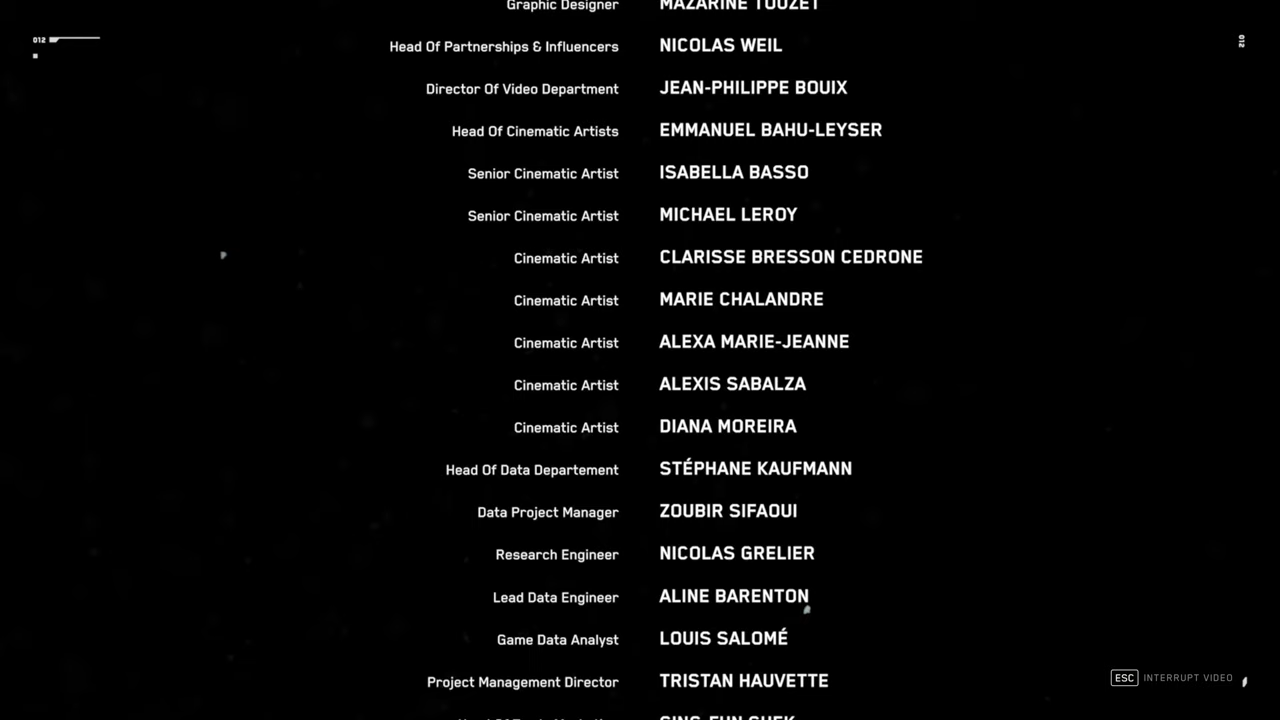 Graphic Designer MAZARINE TOUZET
012
012
Head Of Partnerships & Influencers NICOLAS WEIL
Director Of Video Department JEAN-PHILIPPE BOUIX
Head Of Cinematic Artists EMMANUEL BAHU-LEYSER
Senior Cinematic Artist ISABELLA BASSO
Senior Cinematic Artist MICHAEL LEROY
Cinematic Artist CLARISSE BRESSON CEDRONE
Cinematic Artist MARIE CHALANDRE
Cinematic Artist ALEXA MARIE-JEANNE
Cinematic Artist ALEXIS SABALZA
Cinematic Artist DIANA MOREIRA
Head Of Data Departement STÉPHANE KAUFMANN
Data Project Manager ZOUBIR SIFAOUI
Research Engineer NICOLAS GRELIER
Lead Data Engineer ALINE BARENTON
Game Data Analyst LOUIS SALOMÉ
Project Management Director TRISTAN HAUVETTE
ESC INTERRUPT VIDEO